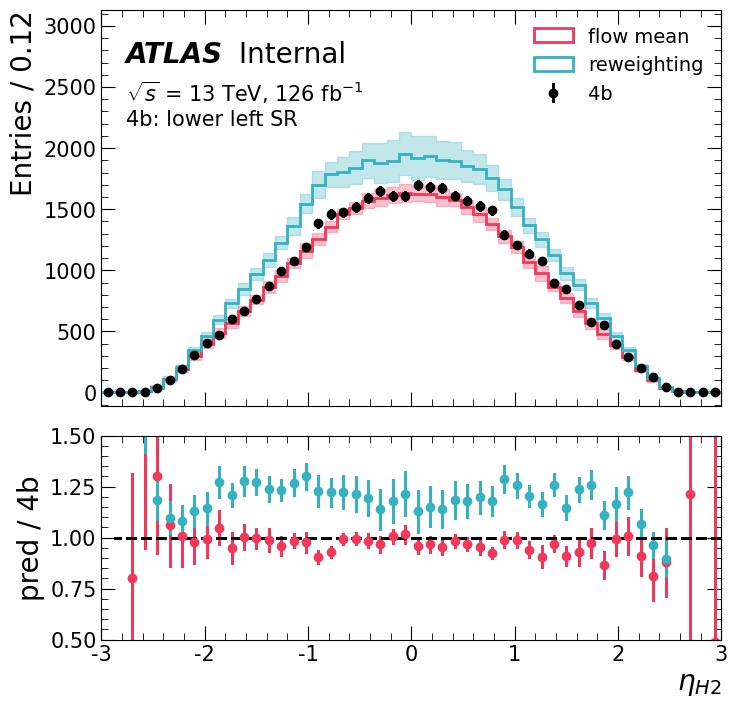 ATLAS Internal
√s = 13 TeV, 126 fb⁻¹
4b: lower left SR
flow mean
reweighting
4b
Entries / 0.12
3000
2500
2000
1500
1000
500
0
pred / 4b
1.50
1.25
1.00
0.75
0.50
-3 -2 -1 0 1 2 3
η_H2